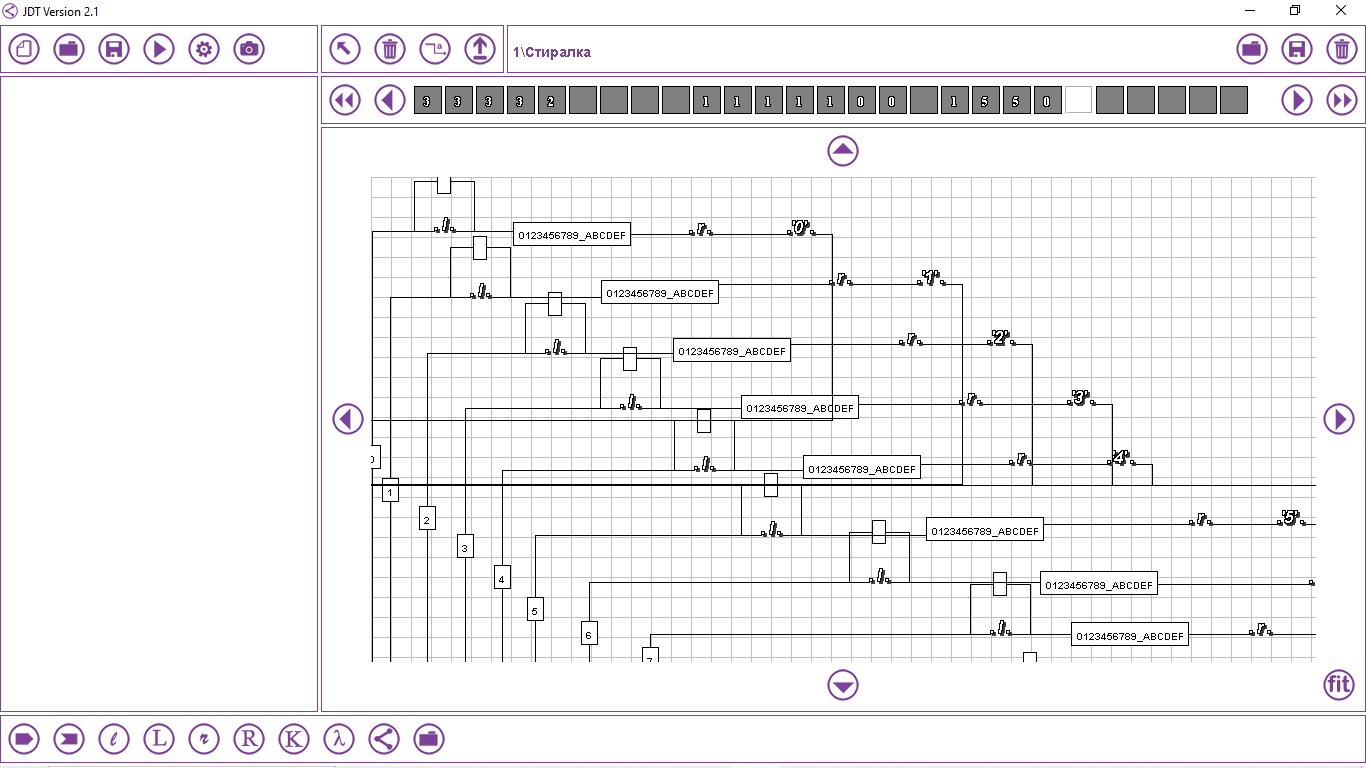 JDT Version 2.1
1\Стиралка
3 3 3 3 2 1 1 1 1 1 0 0 1 5 5 0
l
0123456789_ABCDEF r '0'
l
0123456789_ABCDEF r '1'
l
0123456789_ABCDEF r '2'
l
0123456789_ABCDEF r '3'
l
0123456789_ABCDEF r '4'
0
1
2
3
4
5
6
7
l
0123456789_ABCDEF r '5'
l
0123456789_ABCDEF
l
0123456789_ABCDEF r
fit
l L r R K λ